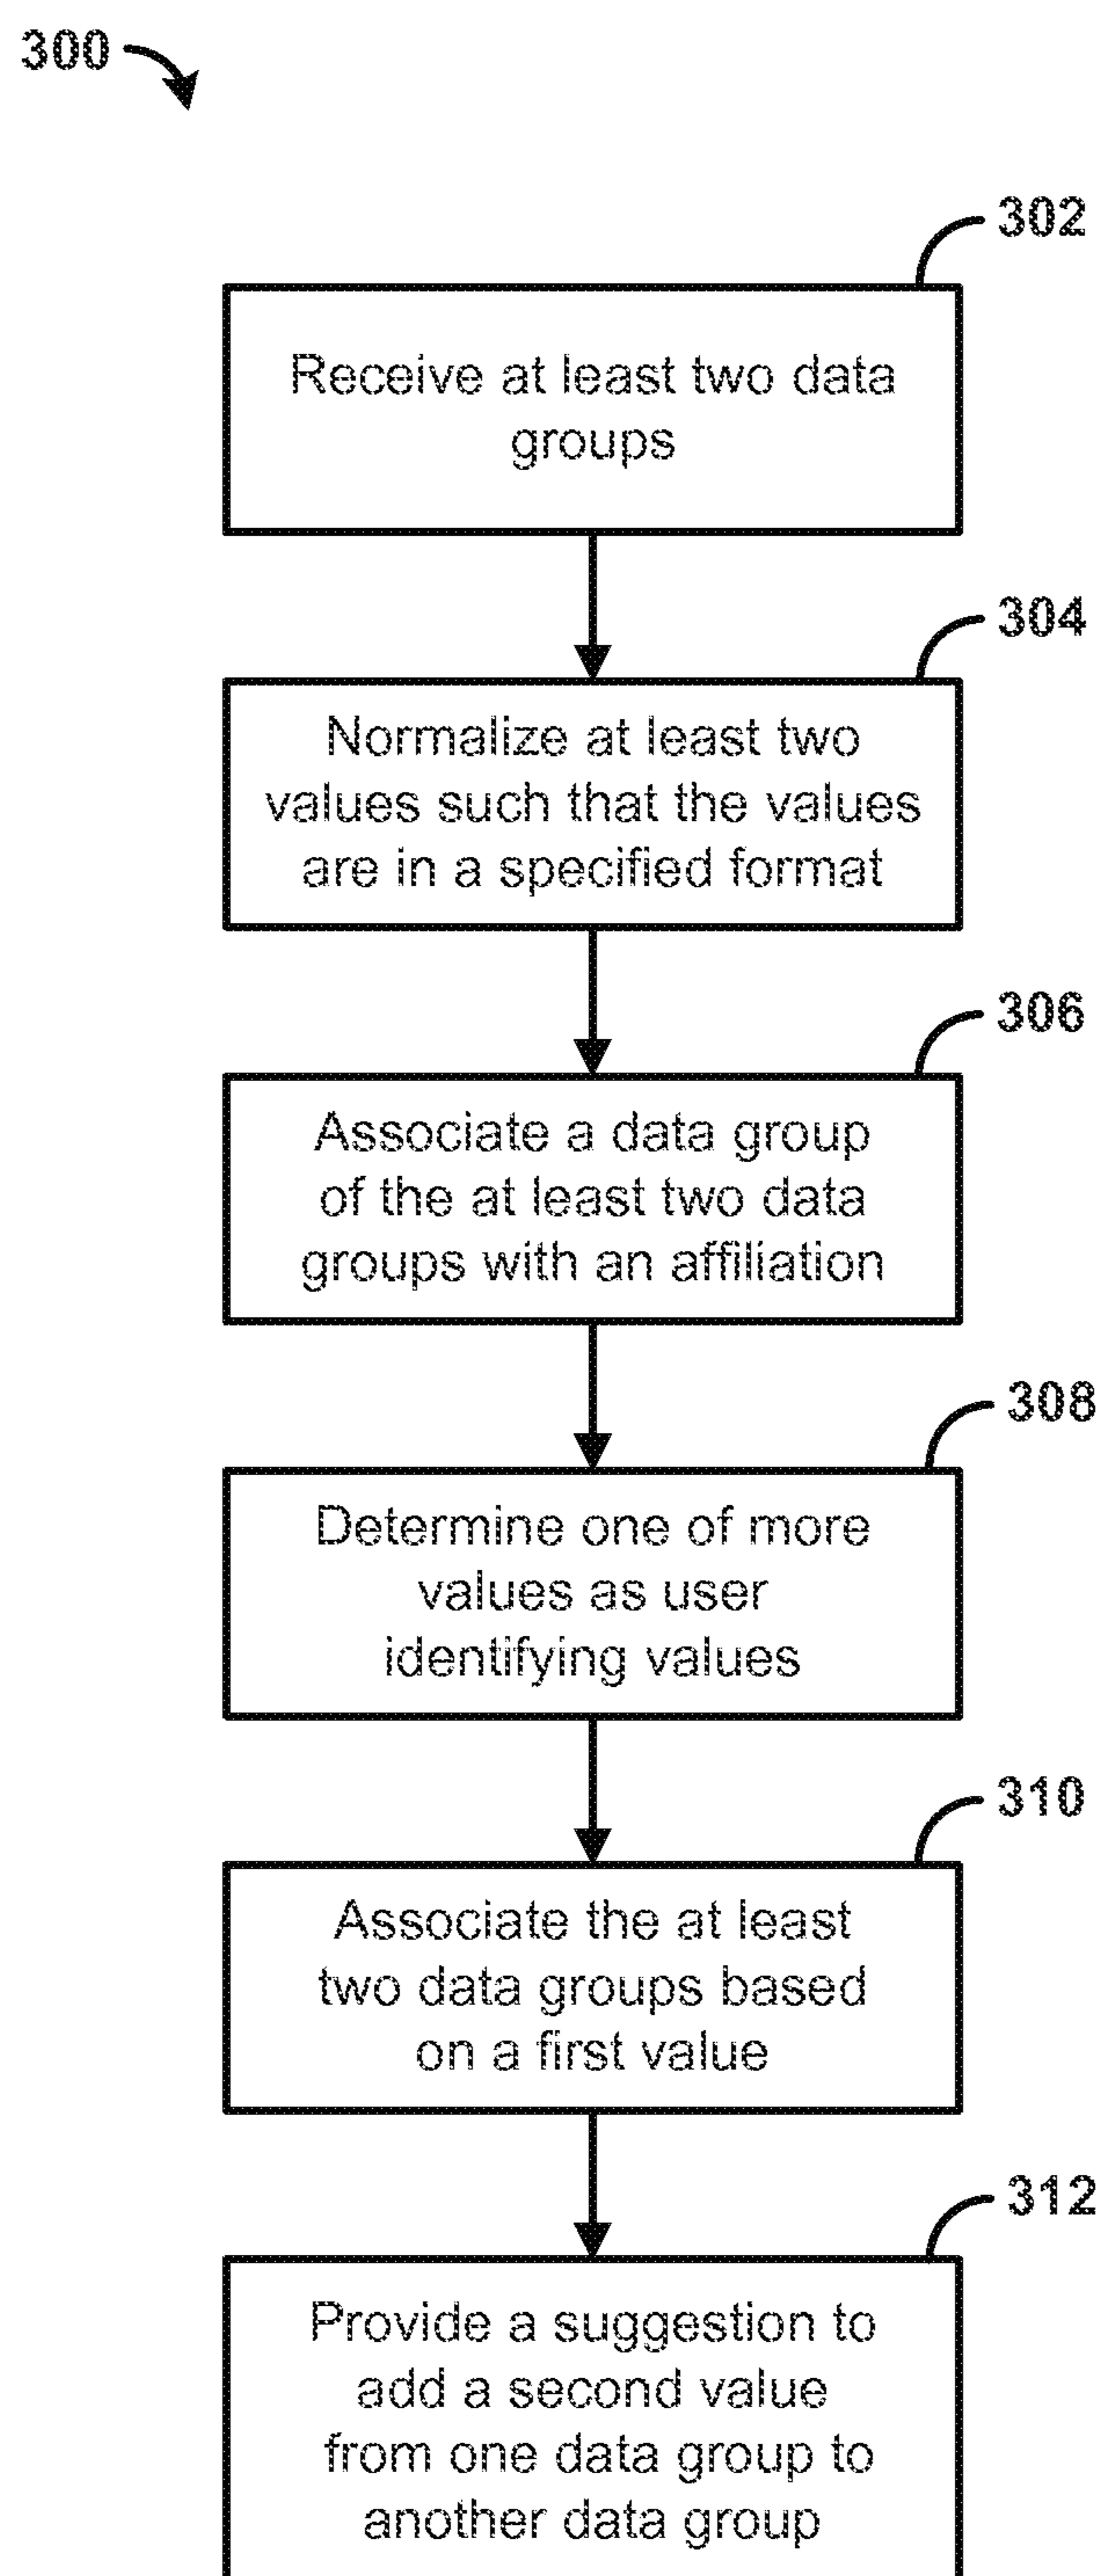 300
302
Receive at least two data
groups
304
Normalize at least two
values such that the values
are in a specified format
306
Associate a data group
of the at least two data
groups with an affiliation
308
Determine one of more
values as user
identifying values
310
Associate the at least
two data groups based
on a first value
312
Provide a suggestion to
add a second value
from one data group to
another data group